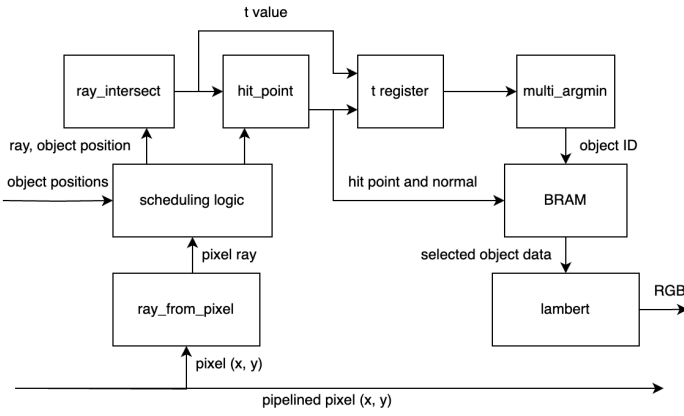 t value
ray_intersect
hit_point
t register
multi_argmin
ray, object position
object ID
object positions
scheduling logic
hit point and normal
BRAM
pixel ray
selected object data
ray_from_pixel
lambert
RGB
pixel (x, y)
pipelined pixel (x, y)